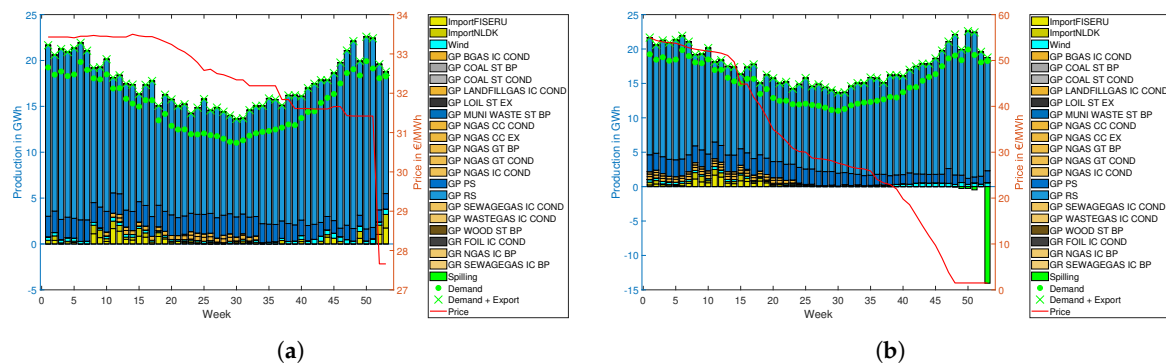 25
20
15
10
5
0
-5
Production in GWh
0 5 10 15 20 25 30 35 40 45 50
Week
34
33
32
31
30
29
28
27
Price in €/MWh
ImportFISERU
ImportNLDK
Wind
GP BGAS IC COND
GP COAL ST BP
GP COAL ST COND
GP LANDFILLGAS IC COND
GP LOIL ST EX
GP MUNI WASTE ST BP
GP NGAS CC COND
GP NGAS CC EX
GP NGAS GT BP
GP NGAS GT COND
GP NGAS IC COND
GP PS
GP RS
GP SEWAGEGAS IC COND
GP WASTEGAS IC COND
GP WOOD ST BP
GR FOIL IC COND
GR NGAS IC BP
GR SEWAGEGAS IC BP
Spilling
Demand
Demand + Export
Price
(a)
25
20
15
10
5
0
-5
-10
-15
Production in GWh
0 5 10 15 20 25 30 35 40 45 50
Week
60
50
40
30
20
10
0
Price in €/MWh
ImportFISERU
ImportNLDK
Wind
GP BGAS IC COND
GP COAL ST BP
GP COAL ST COND
GP LANDFILLGAS IC COND
GP LOIL ST EX
GP MUNI WASTE ST BP
GP NGAS CC COND
GP NGAS CC EX
GP NGAS GT BP
GP NGAS GT COND
GP NGAS IC COND
GP PS
GP RS
GP SEWAGEGAS IC COND
GP WASTEGAS IC COND
GP WOOD ST BP
GR FOIL IC COND
GR NGAS IC BP
GR SEWAGEGAS IC BP
Spilling
Demand
Demand + Export
Price
(b)